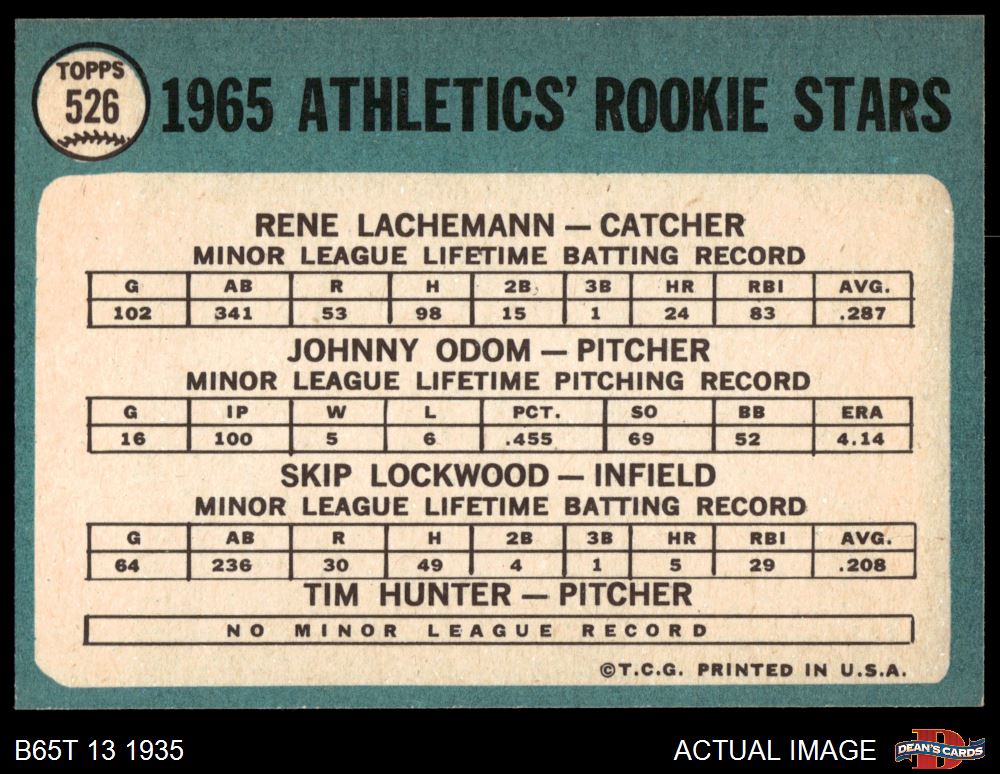 TOPPS
526
1965 ATHLETICS' ROOKIE STARS
RENE LACHEMANN — CATCHER
MINOR LEAGUE LIFETIME BATTING RECORD
G AB R H 2B 3B HR RBI AVG.
102 341 53 98 15 1 24 83 .287
JOHNNY ODOM — PITCHER
MINOR LEAGUE LIFETIME PITCHING RECORD
G IP W L PCT. SO BB ERA
16 100 5 6 .455 69 52 4.14
SKIP LOCKWOOD — INFIELD
MINOR LEAGUE LIFETIME BATTING RECORD
G AB R H 2B 3B HR RBI AVG.
64 236 30 49 4 1 5 29 .208
TIM HUNTER — PITCHER
NO MINOR LEAGUE RECORD
©T.C.G. PRINTED IN U.S.A.
B65T 13 1935
ACTUAL IMAGE
D
DEAN'S CARDS